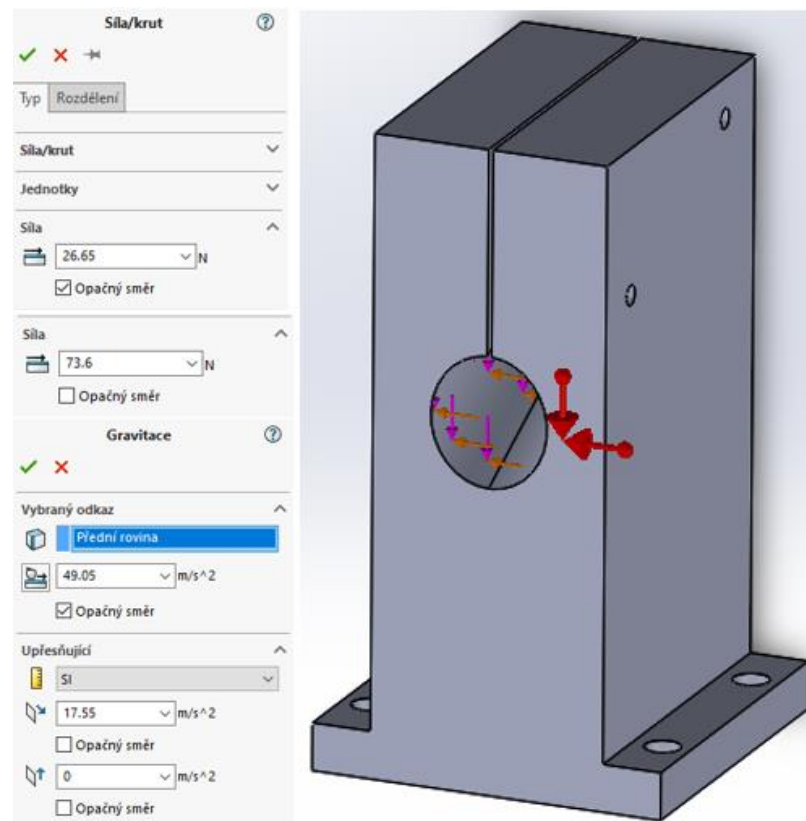 Síla/krut
Typ Rozdělení
Síla/krut
Jednotky
Síla
26.65 N
Opačný směr
Síla
73.6 N
Opačný směr
Gravitace
Vybraný odkaz
Přední rovina
49.05 m/s^2
Opačný směr
Upřesňující
SI
17.55 m/s^2
Opačný směr
0 m/s^2
Opačný směr